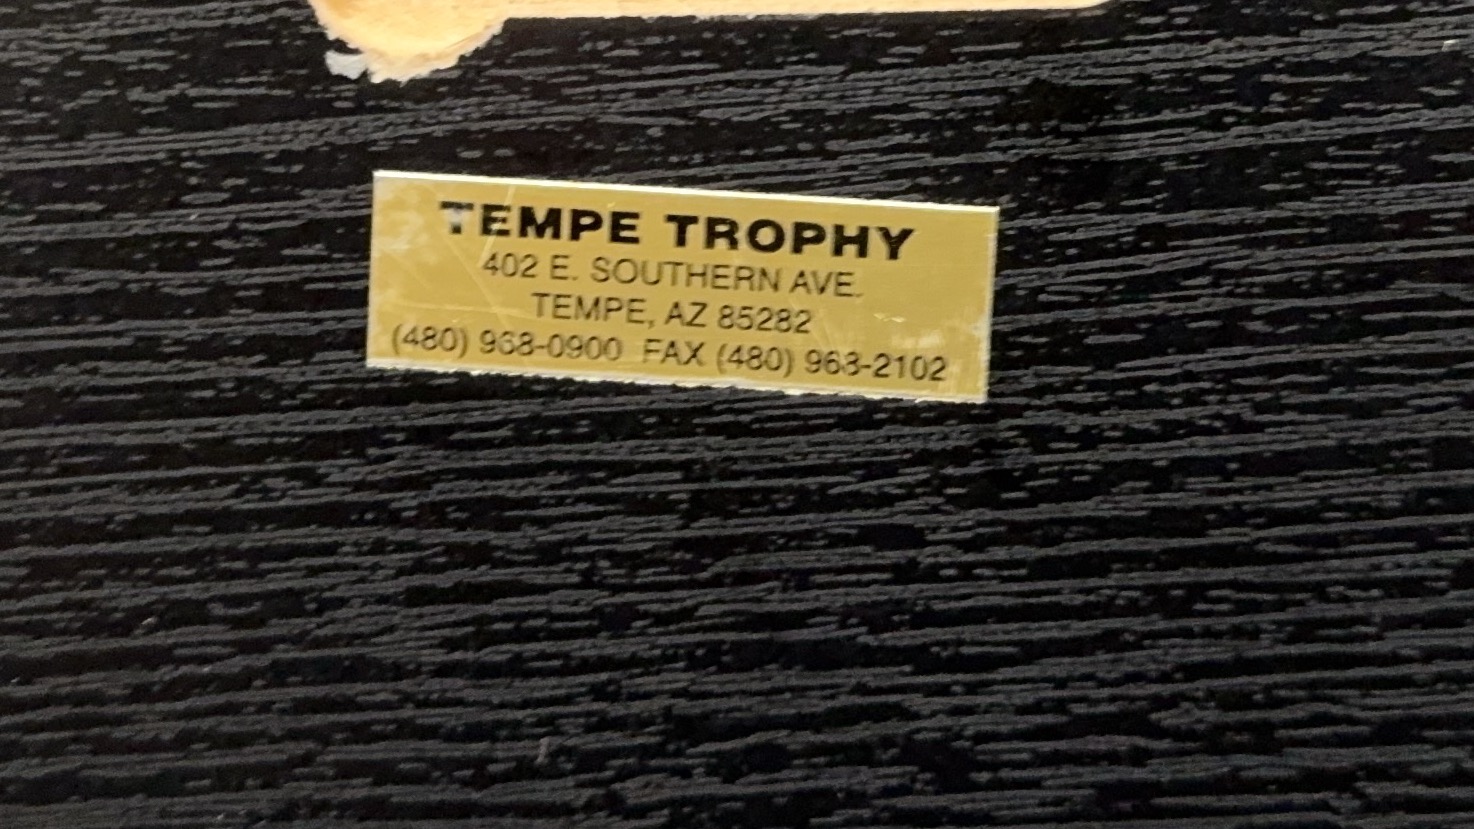 TEMPE TROPHY
402 E. SOUTHERN AVE.
TEMPE, AZ 85282
(480) 968-0900 FAX (480) 968-2102